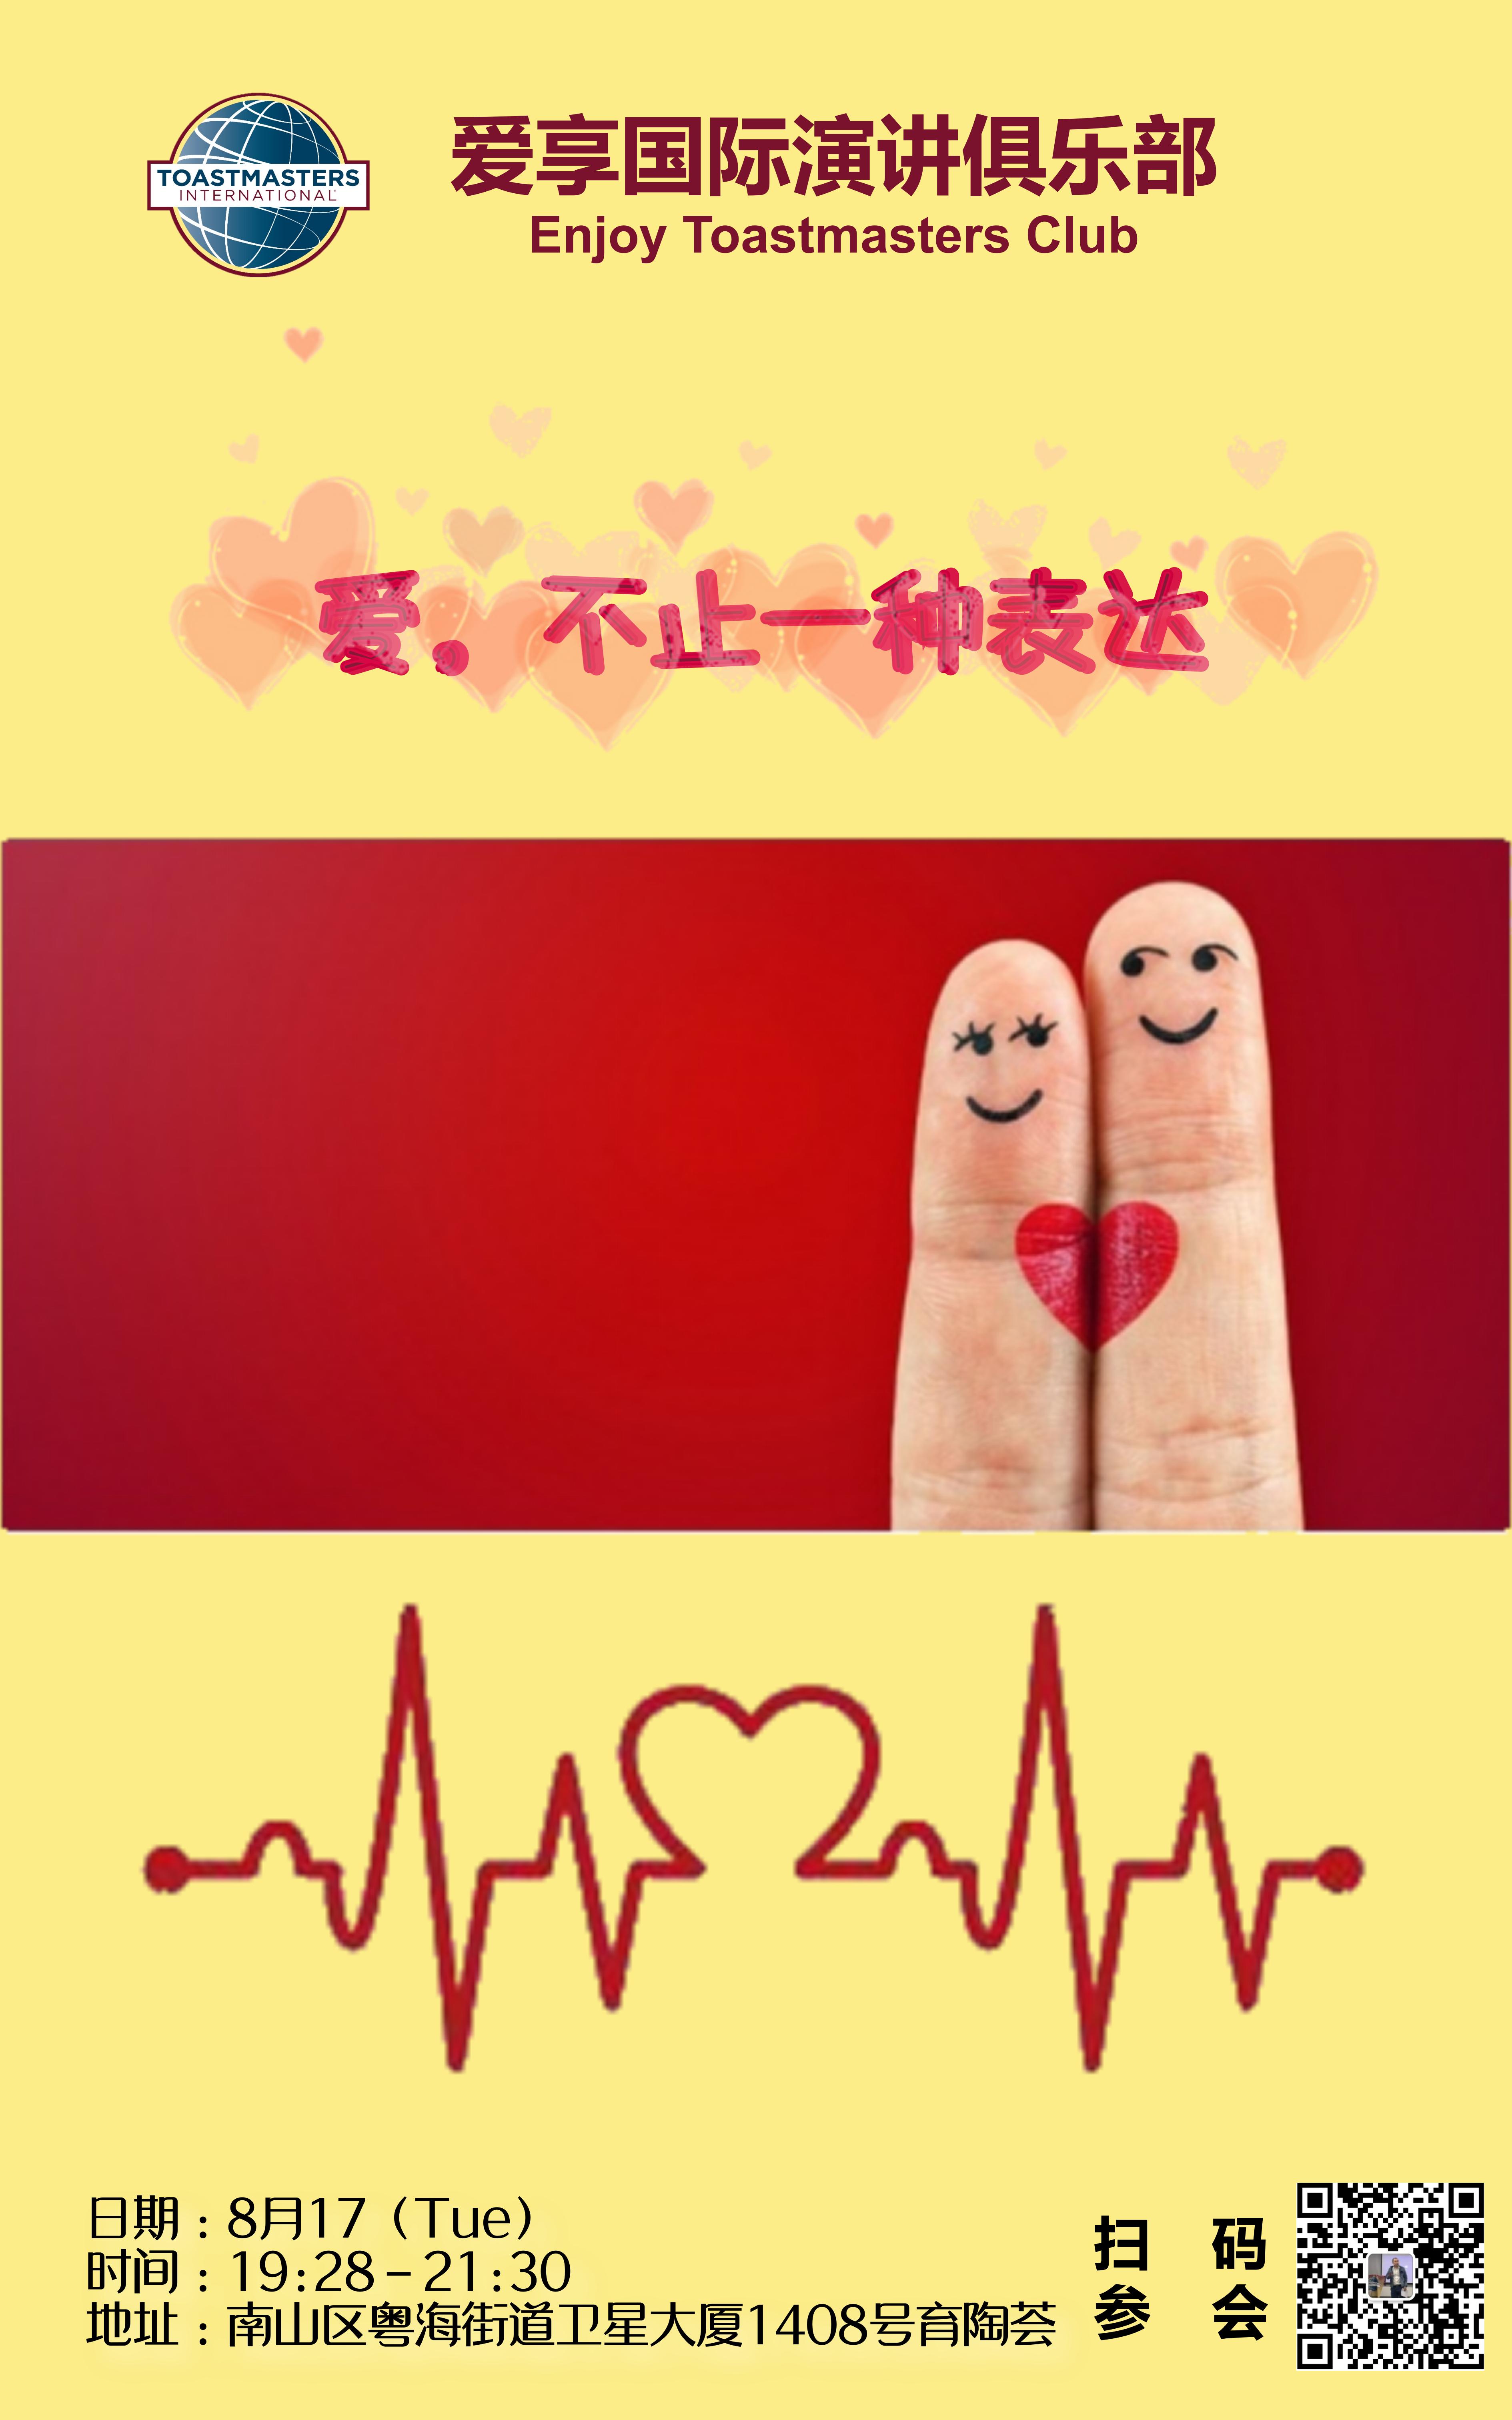 TOASTMASTERS
INTERNATIONAL
爱享国际演讲俱乐部
Enjoy Toastmasters Club
爱。不止一种表达
日期：8月17（Tue）
时间：19:28-21:30
地址：南山区粤海街道卫星大厦1408号育陶荟
扫 码
参 会